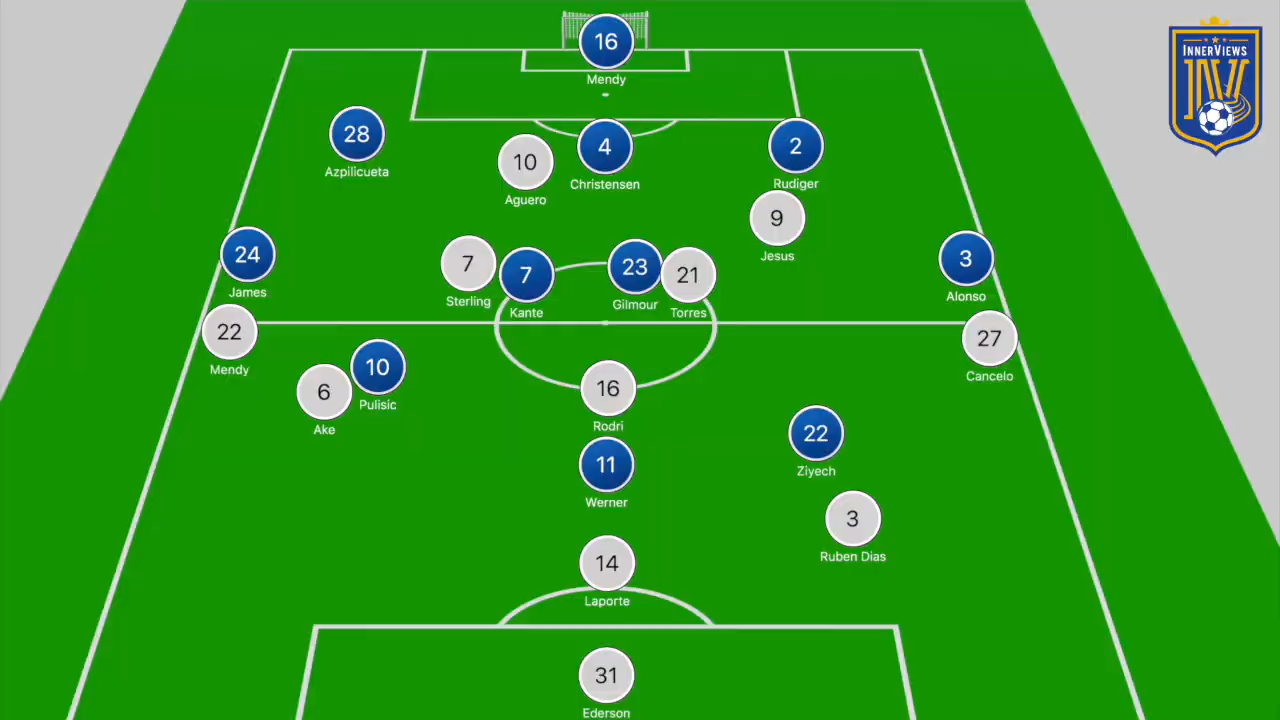 16
Mendy
INNERVIEWS
IV
28
Azpilicueta
10
Aguero
4
Christensen
2
Rudiger
9
Jesus
24
James
7
Sterling
7
Kante
23
Gilmour
21
Torres
3
Alonso
22
Mendy
27
Cancelo
6
Ake
10
Pulisic
16
Rodri
22
Ziyech
11
Werner
3
Ruben Dias
14
Laporte
31
Ederson